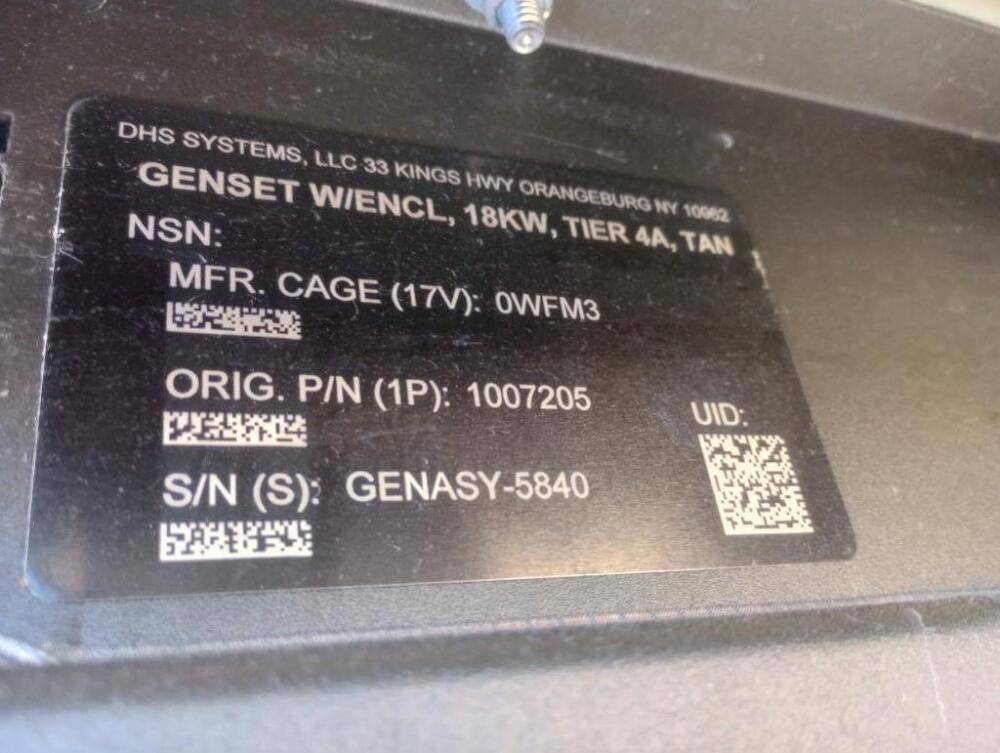 DHS SYSTEMS, LLC 33 KINGS HWY ORANGEBURG NY 10962
GENSET W/ENCL, 18KW, TIER 4A, TAN
NSN:
MFR. CAGE (17V): 0WFM3
ORIG. P/N (1P): 1007205
UID:
S/N (S): GENASY-5840